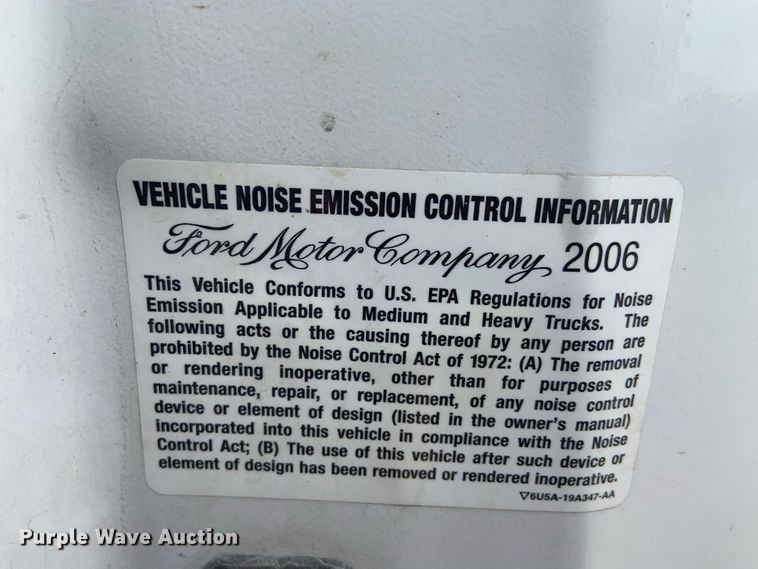 VEHICLE NOISE EMISSION CONTROL INFORMATION
Ford Motor Company 2006
This Vehicle Conforms to U.S. EPA Regulations for Noise
Emission Applicable to Medium and Heavy Trucks. The
following acts or the causing thereof by any person are
prohibited by the Noise Control Act of 1972: (A) The removal
or rendering inoperative, other than for purposes of
maintenance, repair, or replacement, of any noise control
device or element of design (listed in the owner's manual)
incorporated into this vehicle in compliance with the Noise
Control Act; (B) The use of this vehicle after such device or
element of design has been removed or rendered inoperative.
▽6U5A-19A347-AA
Purple Wave Auction